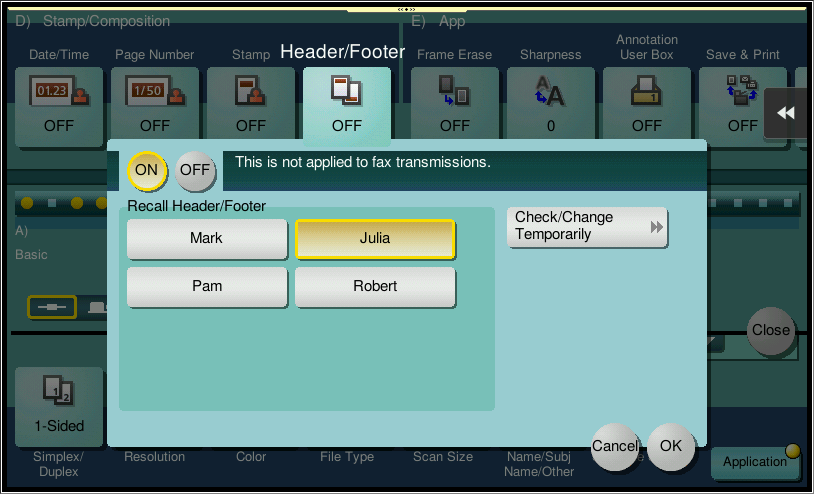 D) Stamp/Composition
E) App
Date/Time
Page Number
Stamp
Header/Footer
Frame Erase
Sharpness
Annotation
User Box
Save & Print
01.23
1/50
1
OFF
OFF
OFF
OFF
OFF
0
OFF
OFF
ON
OFF
This is not applied to fax transmissions.
A)
Basic
Recall Header/Footer
Mark
Julia
Pam
Robert
Check/Change
Temporarily
Close
1
2
1-Sided
Cancel
OK
Simplex/
Duplex
Resolution
Color
File Type
Scan Size
Name/Subj
Name/Other
Application